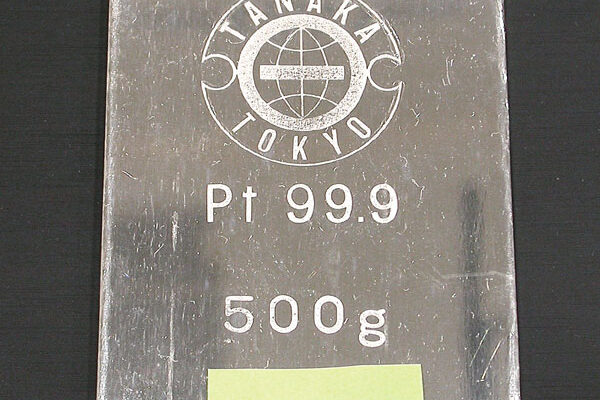 TANAKA
TOKYO
Pt 99.9
500g